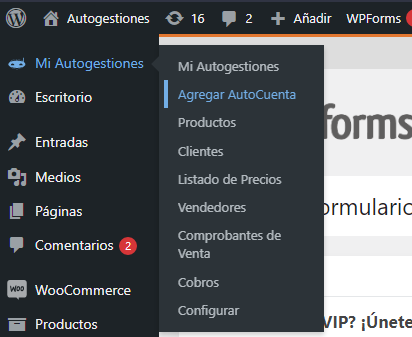 Autogestiones 16 2 + Añadir WPForms
Mi Autogestiones
Escritorio
Entradas
Medios
Páginas
Comentarios 2
WooCommerce
Productos
Mi Autogestiones
Agregar AutoCuenta
Productos
Clientes
Listado de Precios
Vendedores
Comprobantes de
Venta
Cobros
Configurar
forms
ormularic
VIP? ¡Únete